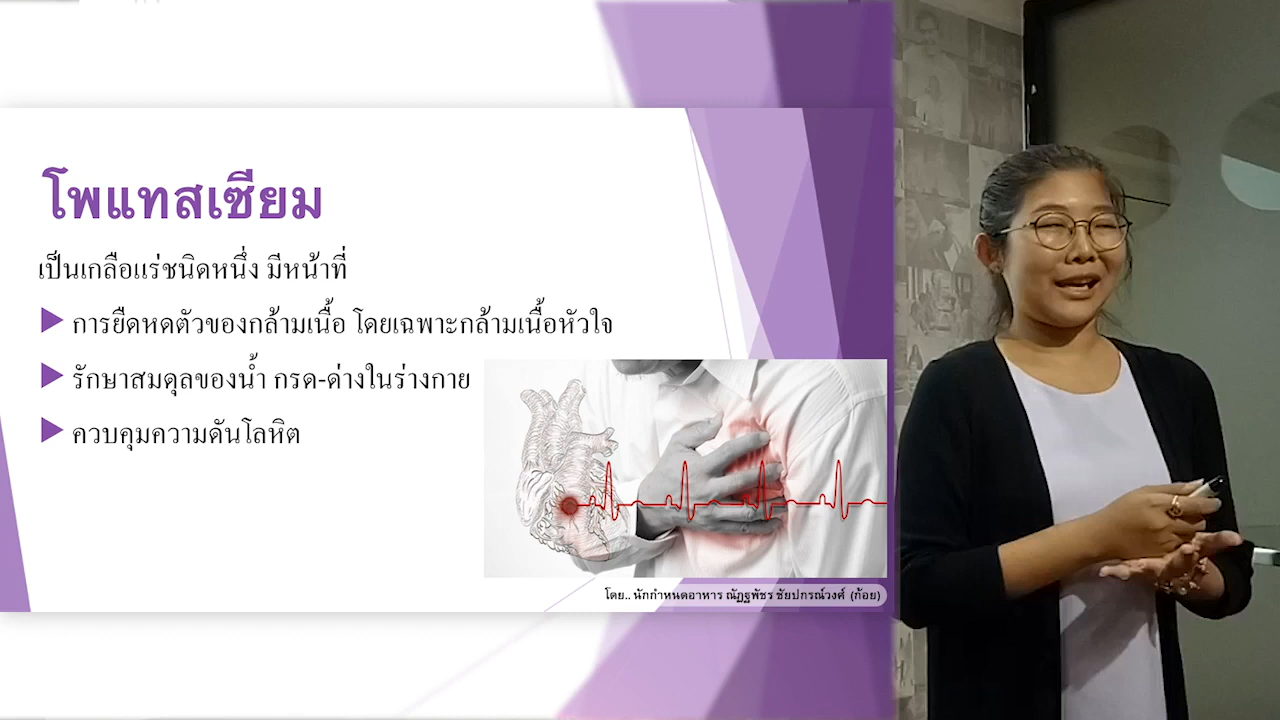 โพแทสเซียม
เป็นเกลือแร่ชนิดหนึ่ง มีหน้าที่
การยืดหดตัวของกล้ามเนื้อ โดยเฉพาะกล้ามเนื้อหัวใจ
รักษาสมดุลของน้ำ กรด-ด่างในร่างกาย
ควบคุมความดันโลหิต
โดย.. นักกำหนดอาหาร ณัฏฐพัชร ชัยปกรณ์วงศ์ (ก้อย)